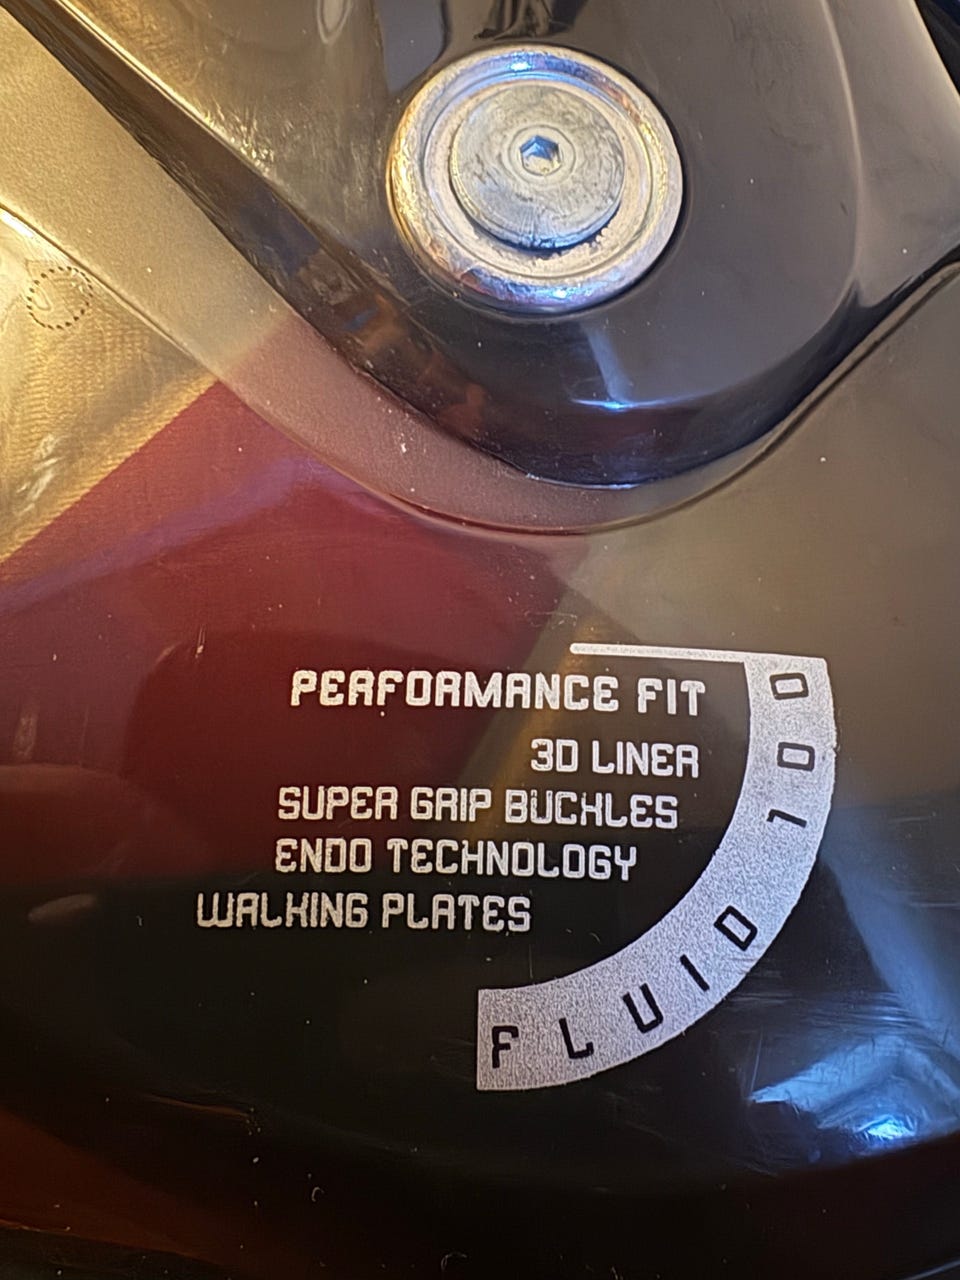 PERFORMANCE FIT
3D LINER
SUPER GRIP BUCKLES
ENDO TECHNOLOGY
WALKING PLATES
FLUID 100